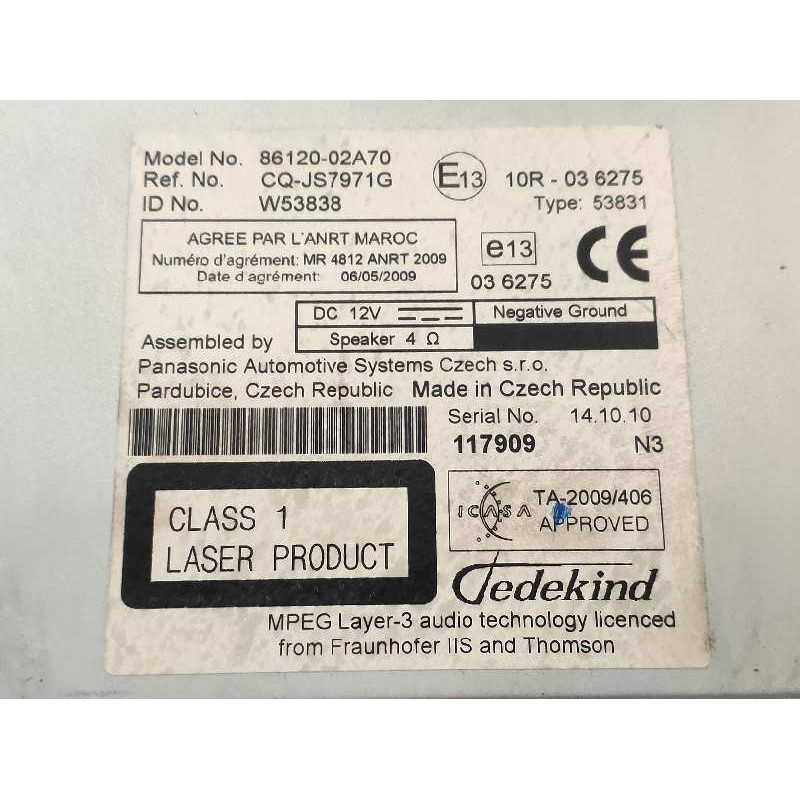 Model No. 86120-02A70
Ref. No. CQ-JS7971G
ID No. W53838
E13 10R - 03 6275
Type: 53831
AGREE PAR L'ANRT MAROC
Numéro d'agrément: MR 4812 ANRT 2009
Date d'agrément: 06/05/2009
e13
03 6275
CE
DC 12V
Negative Ground
Speaker 4 Ω
Assembled by
Panasonic Automotive Systems Czech s.r.o.
Pardubice, Czech Republic Made in Czech Republic
Serial No. 14.10.10
117909 N3
CLASS 1
LASER PRODUCT
ICASA TA-2009/406
APPROVED
Tedekind
MPEG Layer-3 audio technology licenced
from Fraunhofer IIS and Thomson